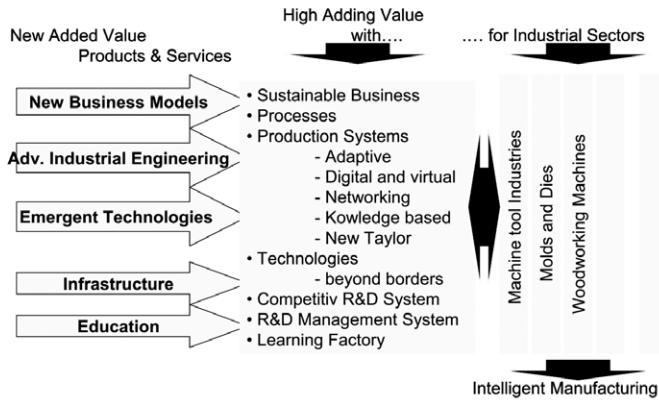 New Added Value
Products & Services
High Adding Value
with....
.... for Industrial Sectors
New Business Models
Adv. Industrial Engineering
Emergent Technologies
Infrastructure
Education
• Sustainable Business
• Processes
• Production Systems
- Adaptive
- Digital and virtual
- Networking
- Kowledge based
- New Taylor
• Technologies
- beyond borders
• Competitiv R&D System
• R&D Management System
• Learning Factory
Machine tool Industries
Molds and Dies
Woodworking Machines
Intelligent Manufacturing